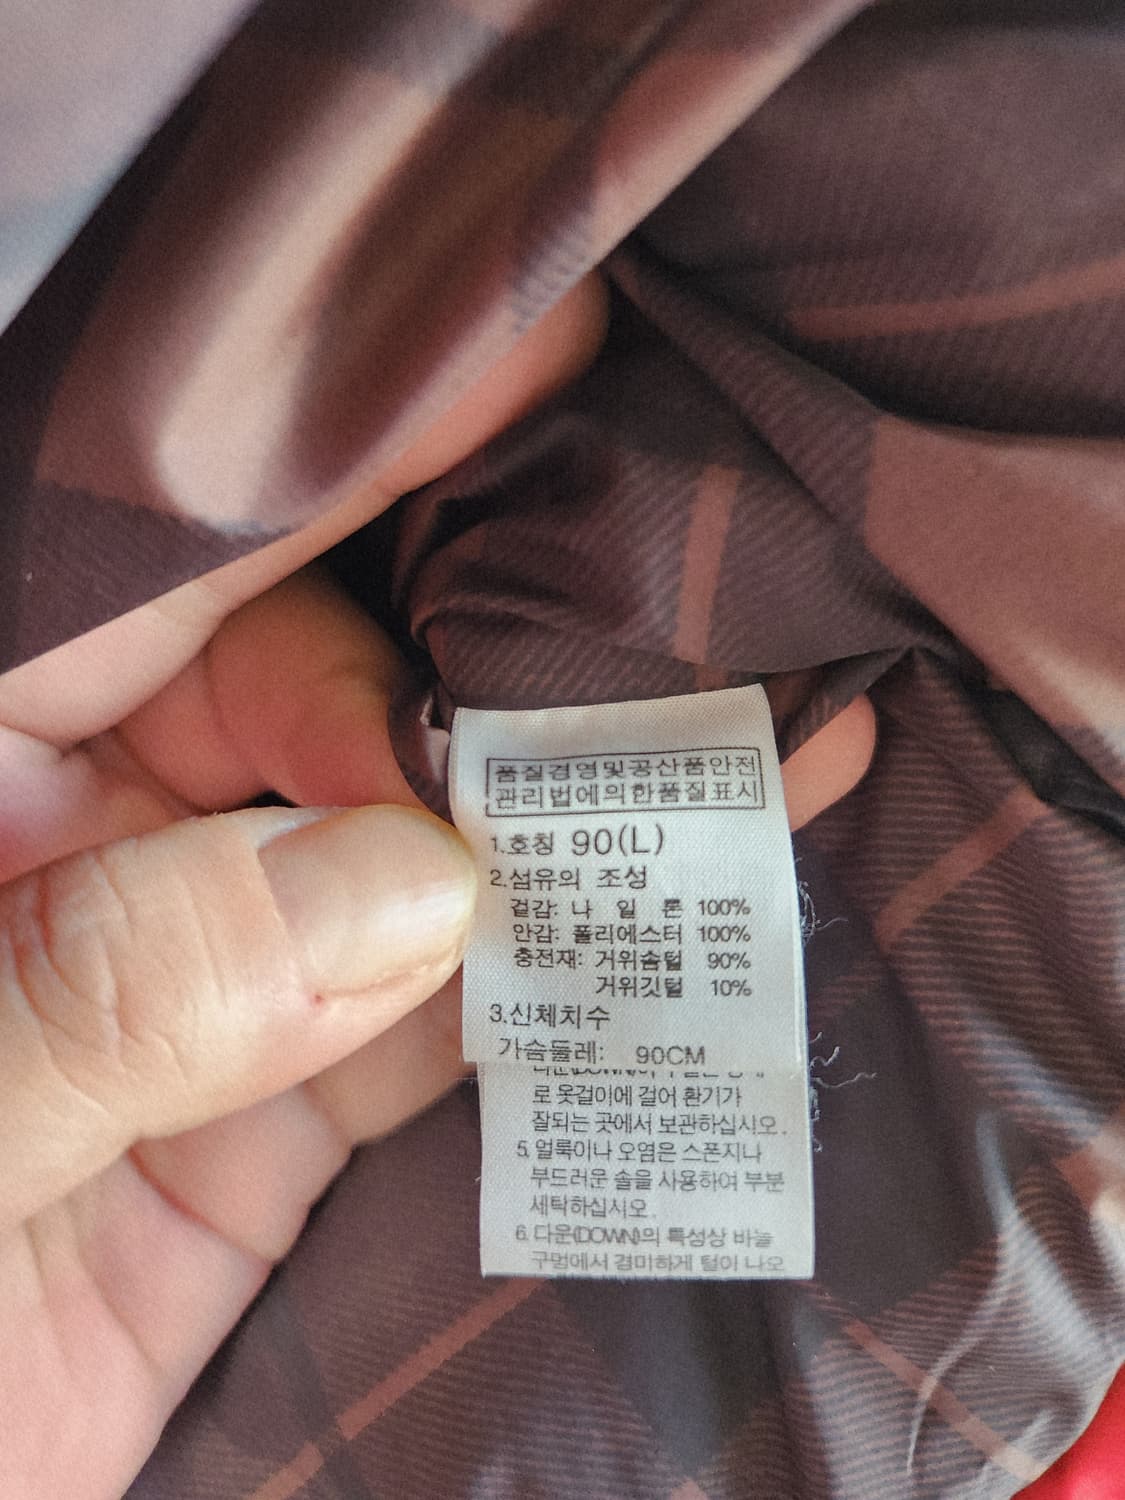 품질경영및공산품안전
관리법에의한품질표시
1.호칭 90(L)
2.섬유의 조성
겉감: 나 일 론 100%
안감: 폴리에스터 100%
충전재: 거위솜털 90%
거위깃털 10%
3.신체치수
가슴둘레: 90CM
로 옷걸이에 걸어 환기가
잘되는 곳에서 보관하십시오.
5. 얼룩이나 오염은 스폰지나
부드러운 솔을 사용하여 부분
세탁하십시오.
6. 다운(DOWN)의 특성상 바늘
구멍에서 경미하게 털이 나오